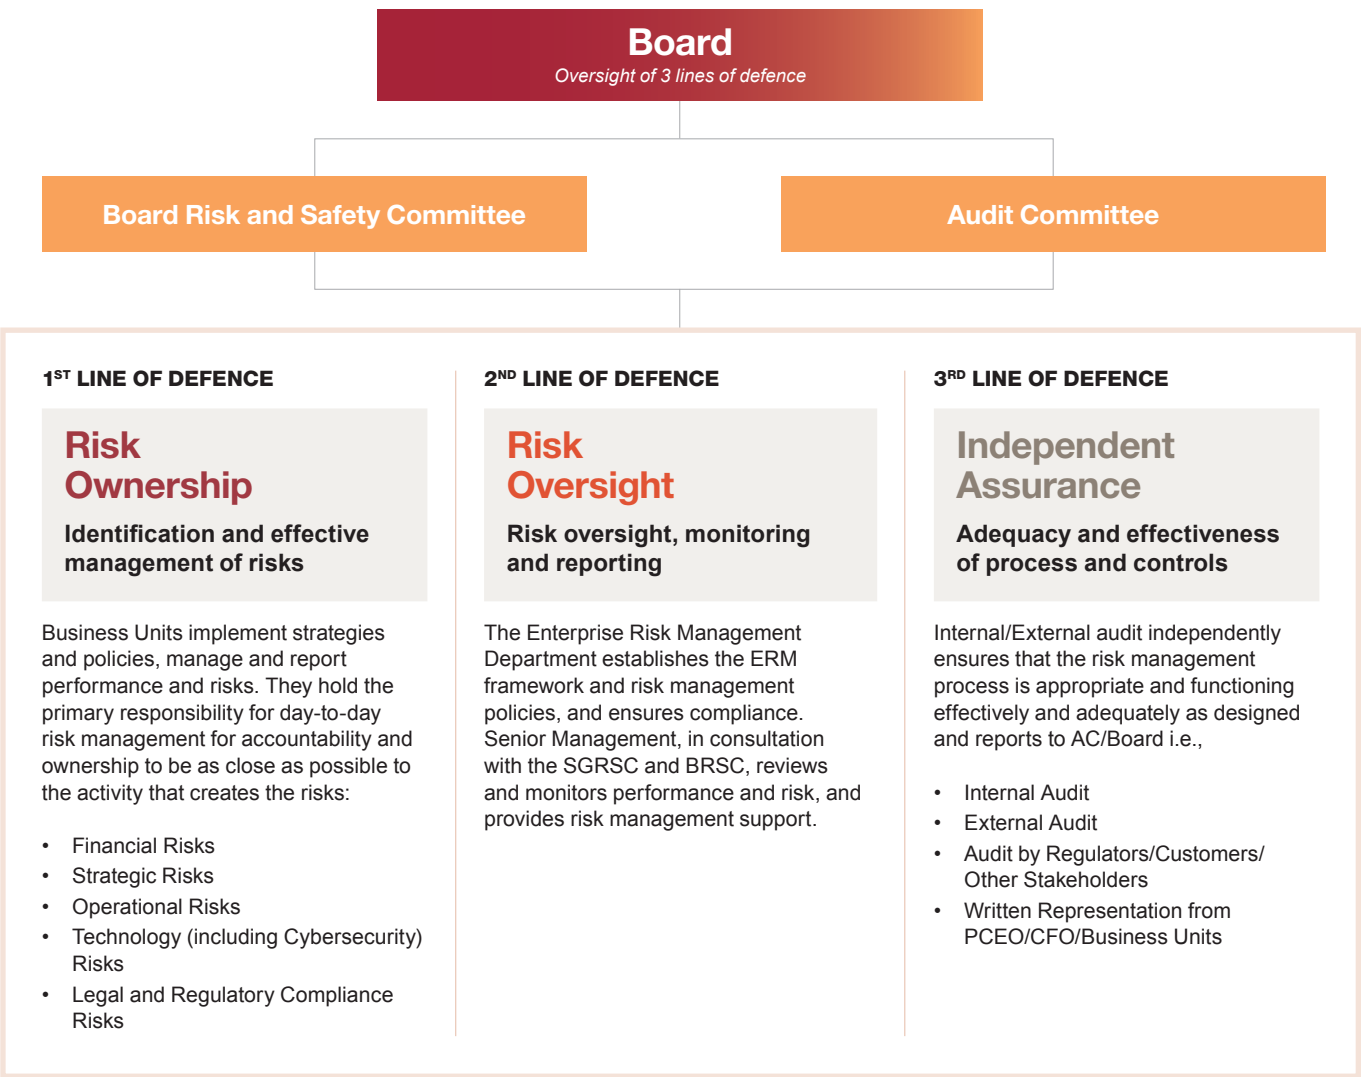 Board
Oversight of 3 lines of defence
Board Risk and Safety Committee
Audit Committee
1ST LINE OF DEFENCE
Risk
Ownership
Identification and effective
management of risks
Business Units implement strategies
and policies, manage and report
performance and risks. They hold the
primary responsibility for day-to-day
risk management for accountability and
ownership to be as close as possible to
the activity that creates the risks:
• Financial Risks
• Strategic Risks
• Operational Risks
• Technology (including Cybersecurity)
Risks
• Legal and Regulatory Compliance
Risks
2ND LINE OF DEFENCE
Risk
Oversight
Risk oversight, monitoring
and reporting
The Enterprise Risk Management
Department establishes the ERM
framework and risk management
policies, and ensures compliance.
Senior Management, in consultation
with the SGRSC and BRSC, reviews
and monitors performance and risk, and
provides risk management support.
3RD LINE OF DEFENCE
Independent
Assurance
Adequacy and effectiveness
of process and controls
Internal/External audit independently
ensures that the risk management
process is appropriate and functioning
effectively and adequately as designed
and reports to AC/Board i.e.,
• Internal Audit
• External Audit
• Audit by Regulators/Customers/
Other Stakeholders
• Written Representation from
PCEO/CFO/Business Units